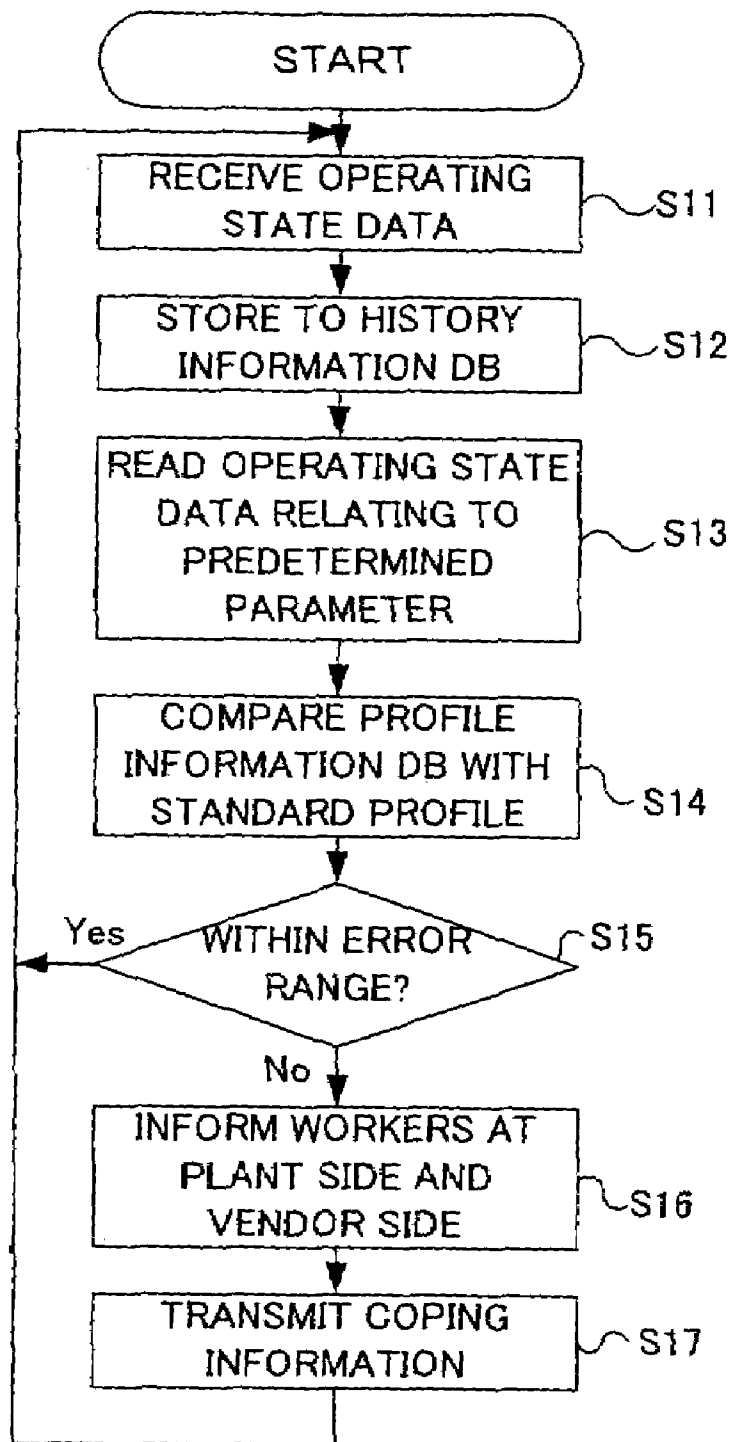 START
RECEIVE OPERATING
STATE DATA
S11
STORE TO HISTORY
INFORMATION DB
S12
READ OPERATING STATE
DATA RELATING TO
PREDETERMINED
PARAMETER
S13
COMPARE PROFILE
INFORMATION DB WITH
STANDARD PROFILE
S14
Yes
WITHIN ERROR
RANGE?
S15
No
INFORM WORKERS AT
PLANT SIDE AND
VENDOR SIDE
S16
TRANSMIT COPING
INFORMATION
S17